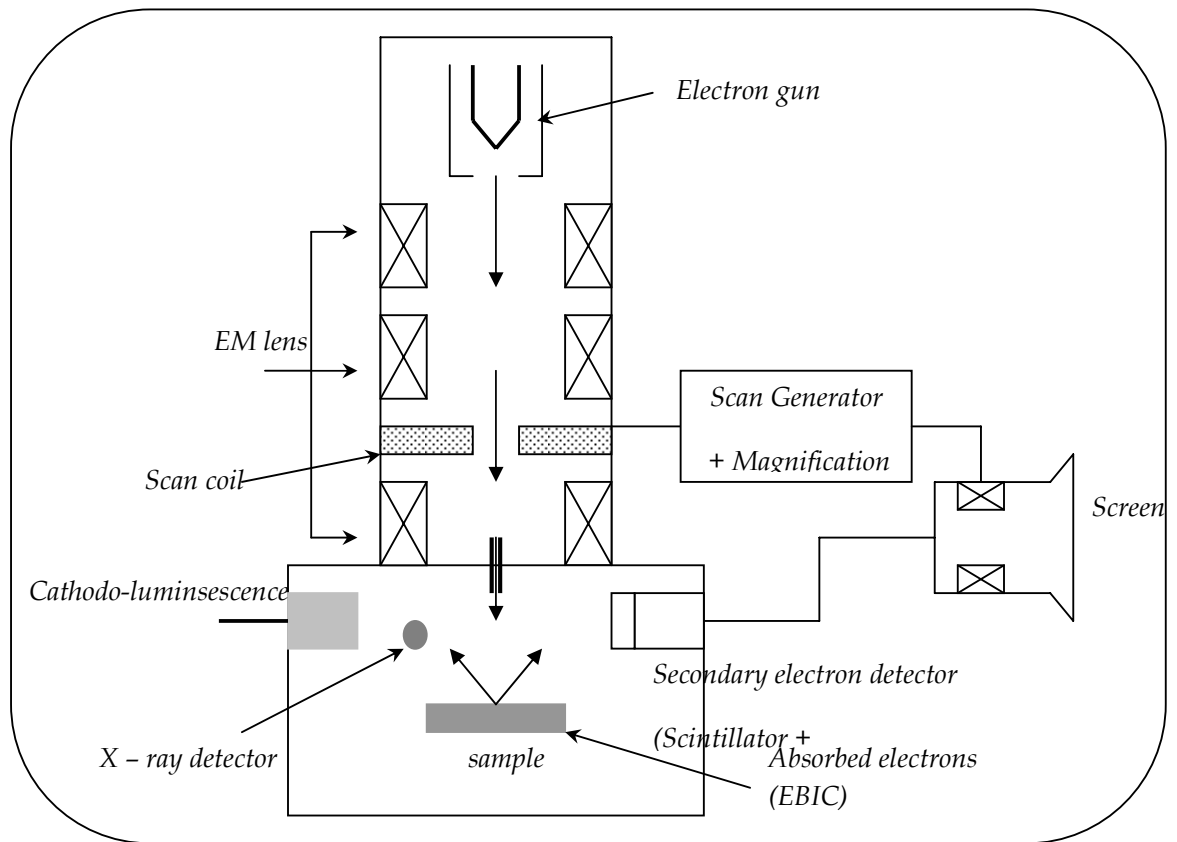 Electron gun
EM lens
Scan Generator
+ Magnification
Scan coil
Screen
Cathodo-luminsescence
Secondary electron detector
(Scintillator +
X – ray detector
sample
Absorbed electrons
(EBIC)